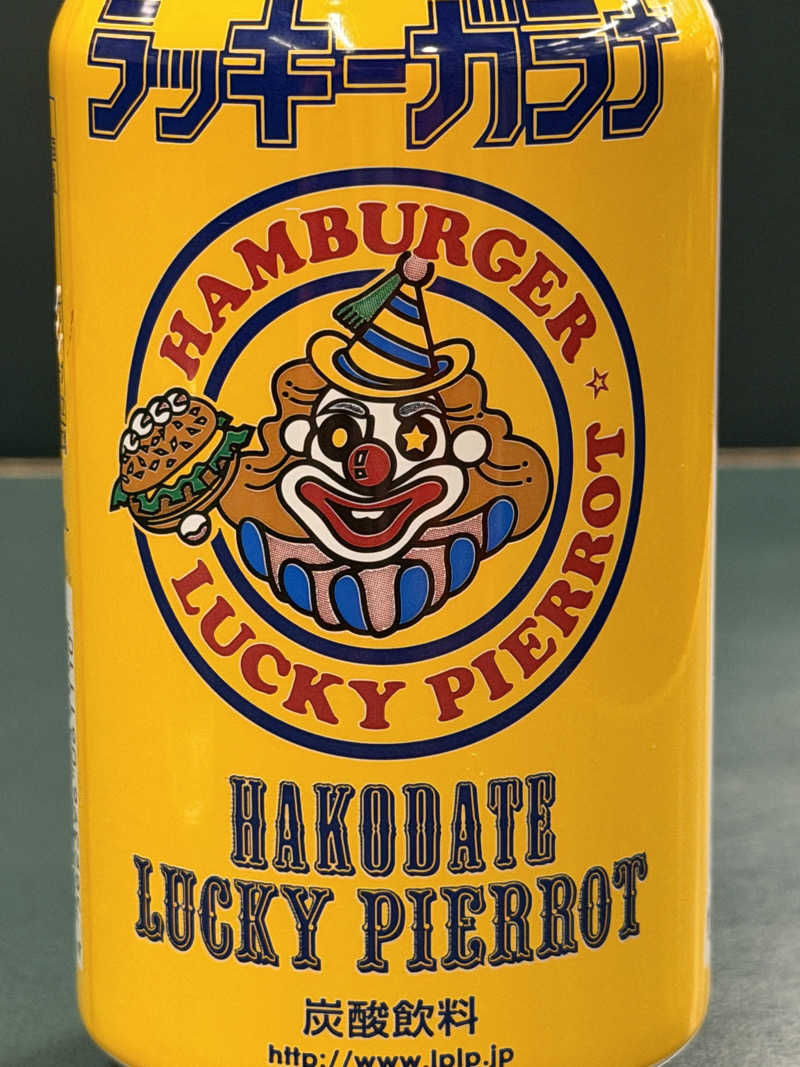 ラッキーガラナ
HAMBURGER ☆
LUCKY PIERROT
HAKODATE
LUCKY PIERROT
炭酸飲料
http://www.lplp.jp